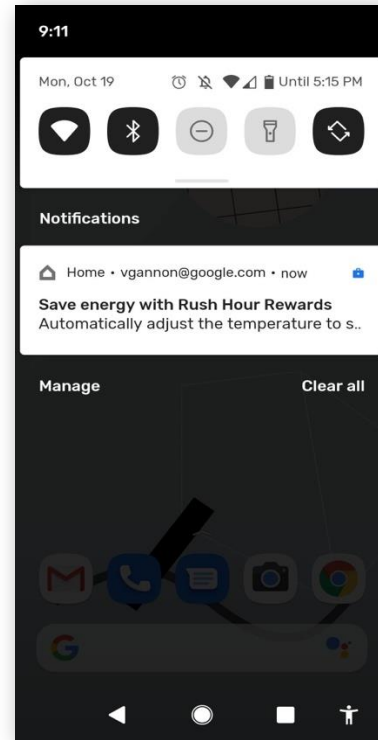 9:11
Mon, Oct 19 Until 5:15 PM
Notifications
Home • vgannon@google.com • now
Save energy with Rush Hour Rewards
Automatically adjust the temperature to s..
Manage Clear all